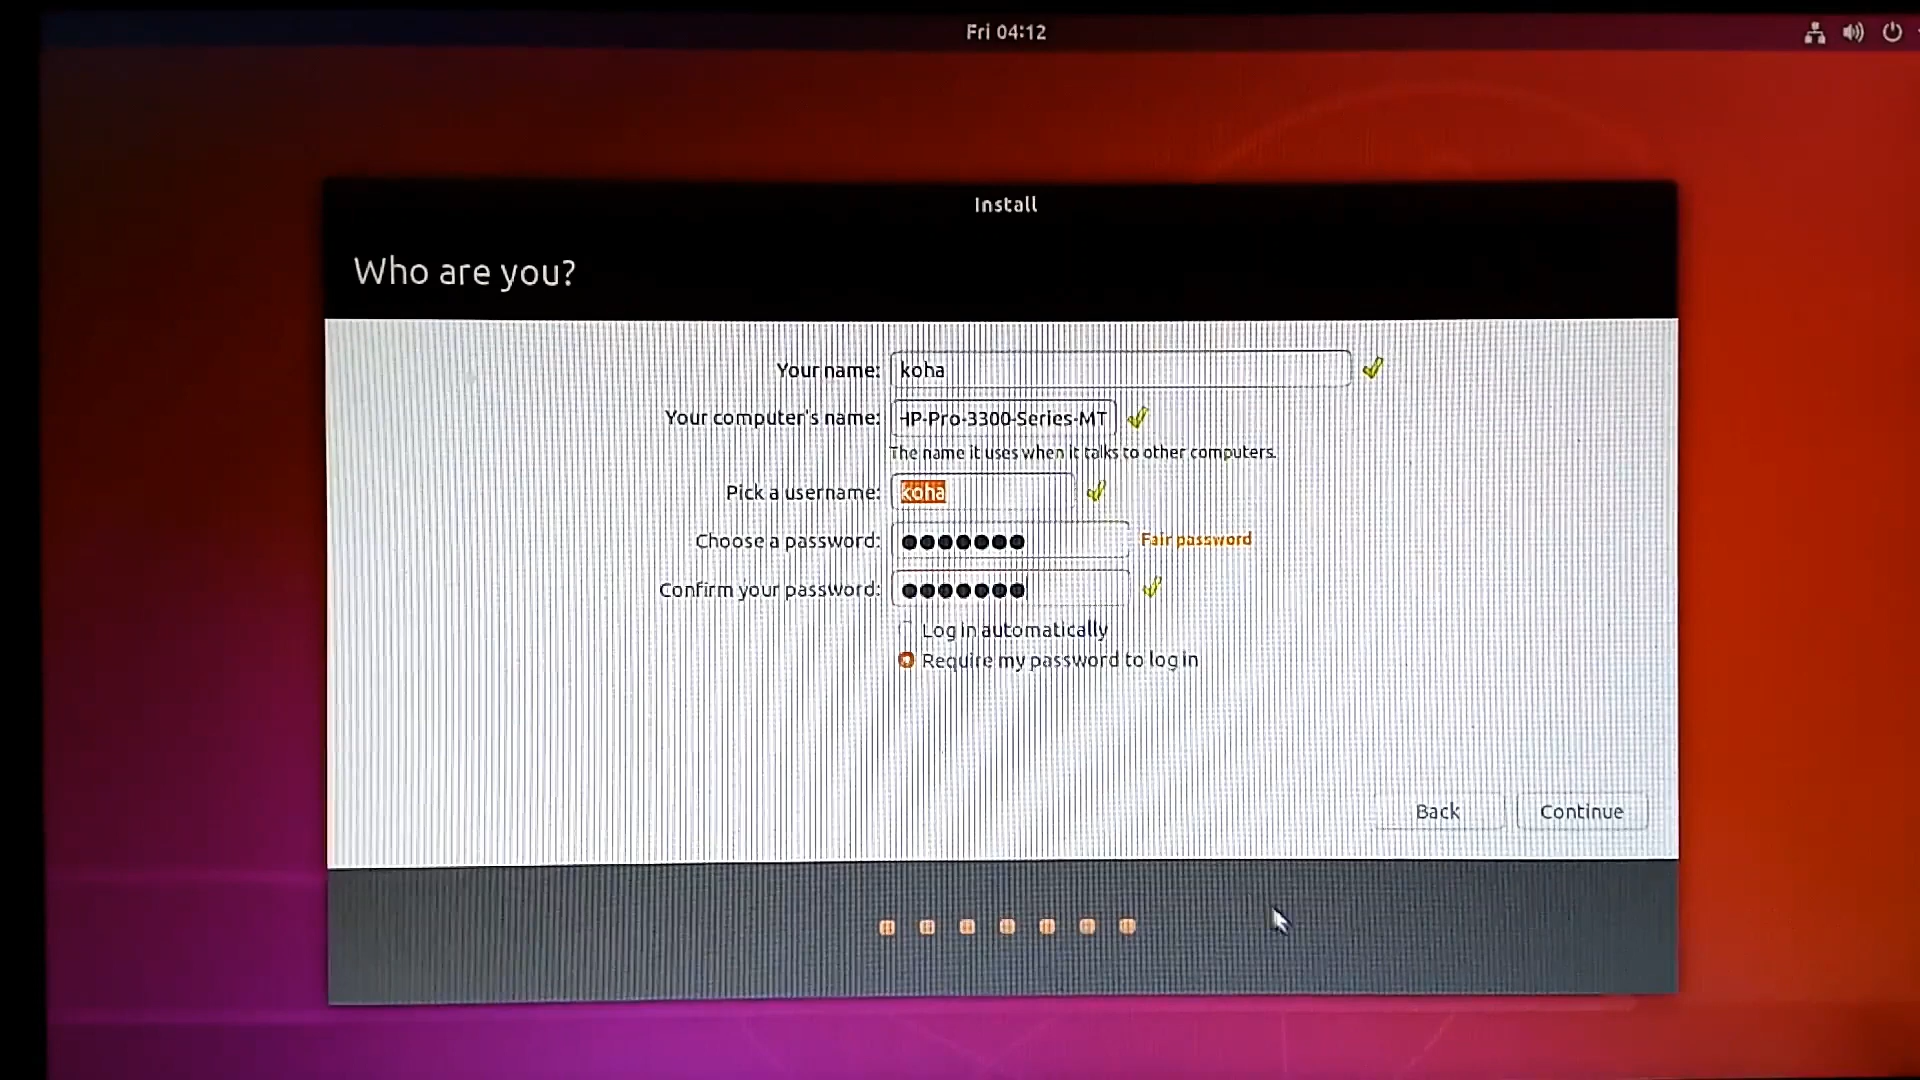 Fri 04:12
Install
Who are you?
Your name: koha
Your computer's name: HP-Pro-3300-Series-MT
The name it uses when it talks to other computers.
Pick a username: koha
Choose a password: ●●●●●●● Fair password
Confirm your password: ●●●●●●●
Log in automatically
Require my password to log in
Back Continue